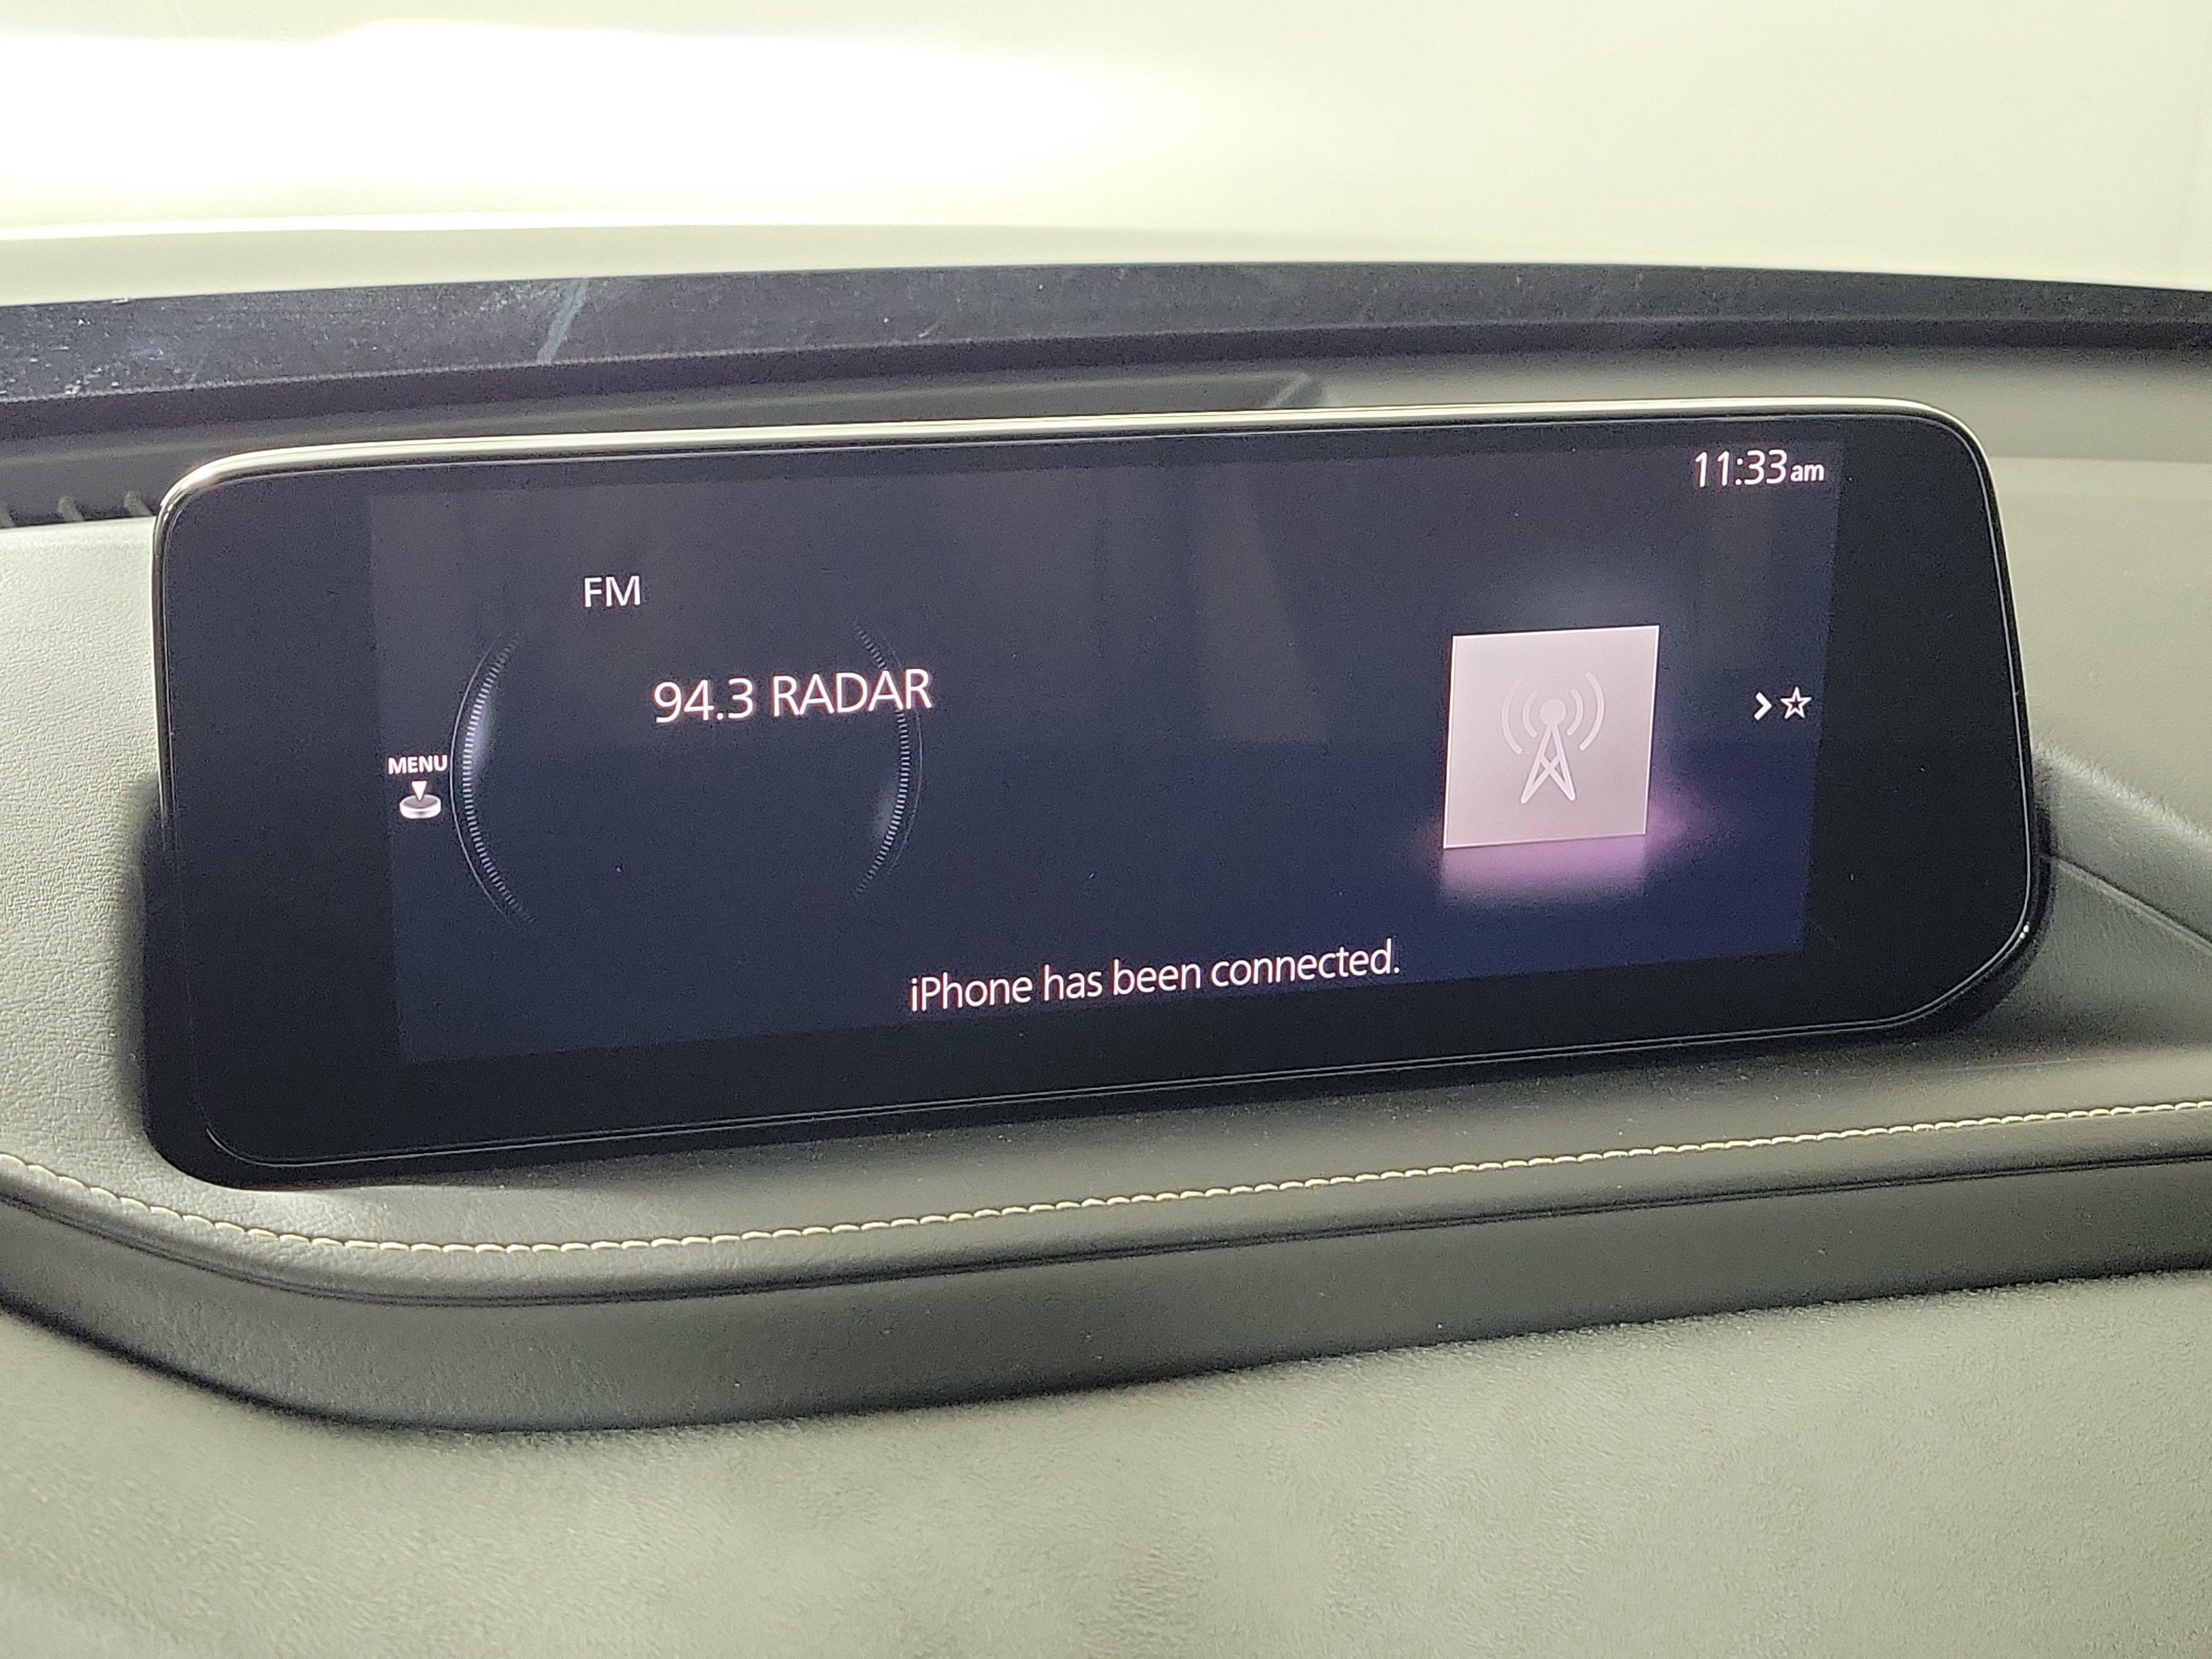 11:33am
FM
94.3 RADAR
MENU
iPhone has been connected.